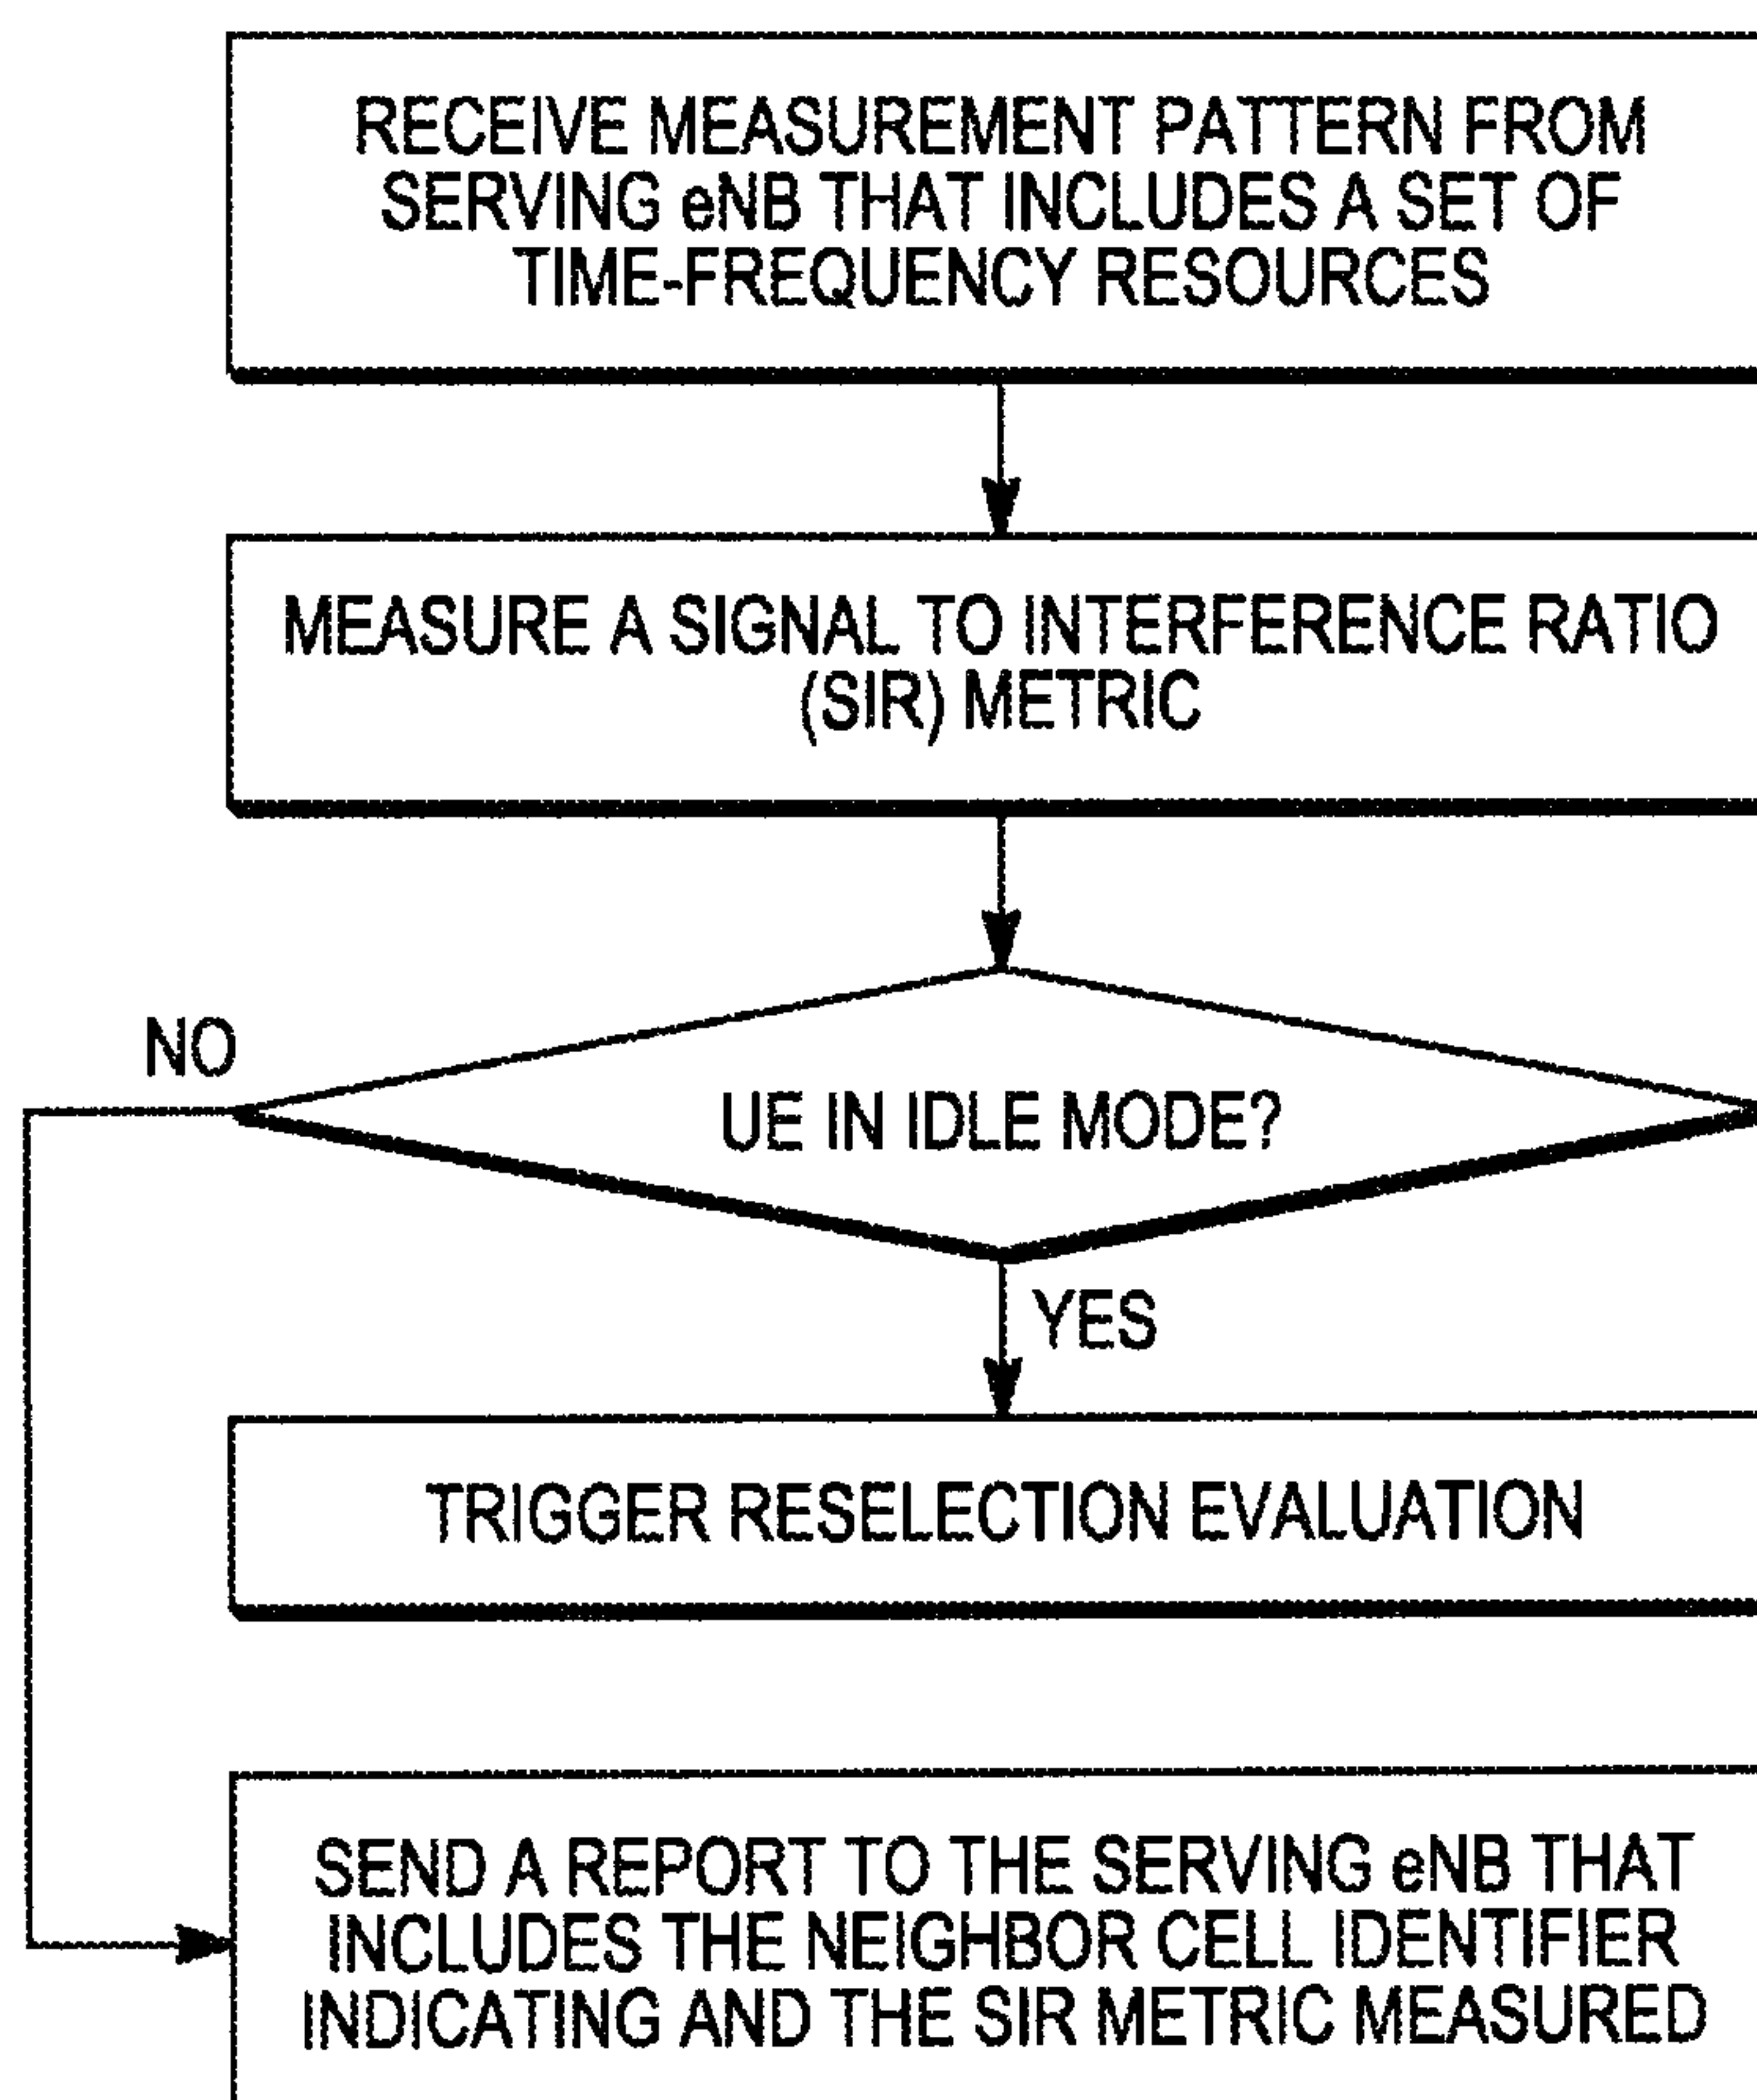 RECEIVE MEASUREMENT PATTERN FROM
SERVING eNB THAT INCLUDES A SET OF
TIME-FREQUENCY RESOURCES
MEASURE A SIGNAL TO INTERFERENCE RATIO
(SIR) METRIC
NO
UE IN IDLE MODE?
YES
TRIGGER RESELECTION EVALUATION
SEND A REPORT TO THE SERVING eNB THAT
INCLUDES THE NEIGHBOR CELL IDENTIFIER
INDICATING AND THE SIR METRIC MEASURED